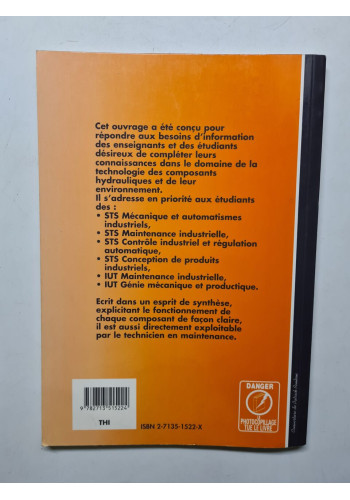 Cet ouvrage a été conçu pour
répondre aux besoins d'information
des enseignants et des étudiants
désireux de compléter leurs
connaissances dans le domaine de la
technologie des composants
hydrauliques et de leur
environnement.
Il s'adresse en priorité aux étudiants
des :
• STS Mécanique et automatismes
industriels,
• STS Maintenance industrielle,
• STS Contrôle industriel et régulation
automatique,
• STS Conception de produits
industriels,
• IUT Maintenance industrielle,
• IUT Génie mécanique et productique.
Ecrit dans un esprit de synthèse,
explicitant le fonctionnement de
chaque composant de façon claire,
il est aussi directement exploitable
par le technicien en maintenance.
9 782713 515224
THI
ISBN 2-7135-1522-X
DANGER
LE
PHOTOCOPILLAGE
TUE LE LIVRE